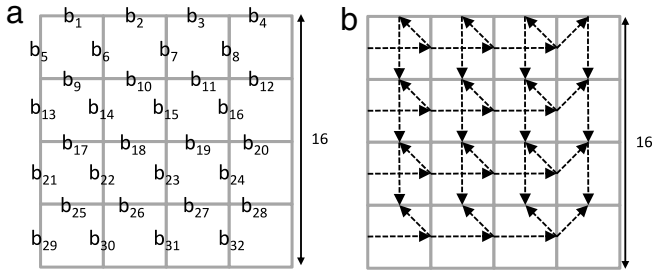 a
b₁ b₂ b₃ b₄
b₅ b₆ b₇ b₈
b₉ b₁₀ b₁₁ b₁₂
b₁₃ b₁₄ b₁₅ b₁₆
16
b₁₇ b₁₈ b₁₉ b₂₀
b₂₁ b₂₂ b₂₃ b₂₄
b₂₅ b₂₆ b₂₇ b₂₈
b₂₉ b₃₀ b₃₁ b₃₂
b
16